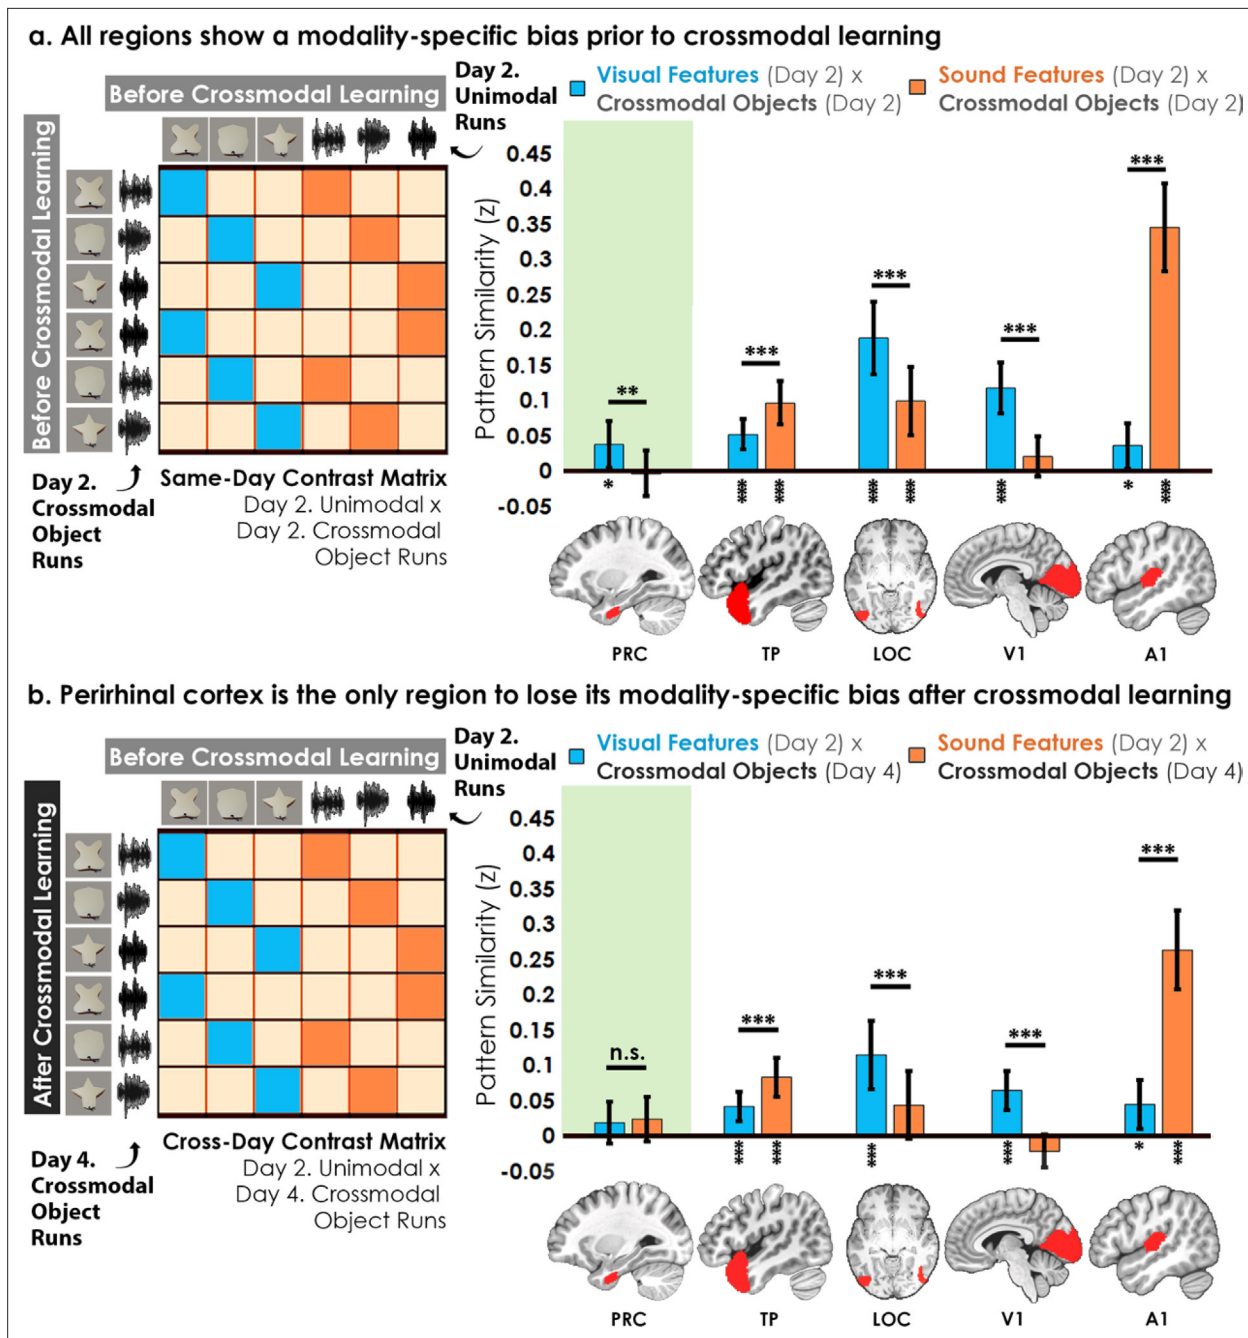 a. All regions show a modality-specific bias prior to crossmodal learning
Before Crossmodal Learning
Day 2.
Unimodal
Runs
Visual Features (Day 2) x
Crossmodal Objects (Day 2)
Sound Features (Day 2) x
Crossmodal Objects (Day 2)
Before Crossmodal Learning
Day 2.
Crossmodal
Object
Runs
Same-Day Contrast Matrix
Day 2. Unimodal x
Day 2. Crossmodal
Object Runs
Pattern Similarity (z)
0.45
0.4
0.35
0.3
0.25
0.2
0.15
0.1
0.05
0
-0.05
**
***
***
***
***
*
***
***
***
***
***
*
***
PRC
TP
LOC
V1
A1
b. Perirhinal cortex is the only region to lose its modality-specific bias after crossmodal learning
Before Crossmodal Learning
Day 2.
Unimodal
Runs
Visual Features (Day 2) x
Crossmodal Objects (Day 4)
Sound Features (Day 2) x
Crossmodal Objects (Day 4)
After Crossmodal Learning
Day 4.
Crossmodal
Object
Runs
Cross-Day Contrast Matrix
Day 2. Unimodal x
Day 4. Crossmodal
Object Runs
Pattern Similarity (z)
0.45
0.4
0.35
0.3
0.25
0.2
0.15
0.1
0.05
0
-0.05
n.s.
***
***
***
***
***
***
***
***
*
***
PRC
TP
LOC
V1
A1